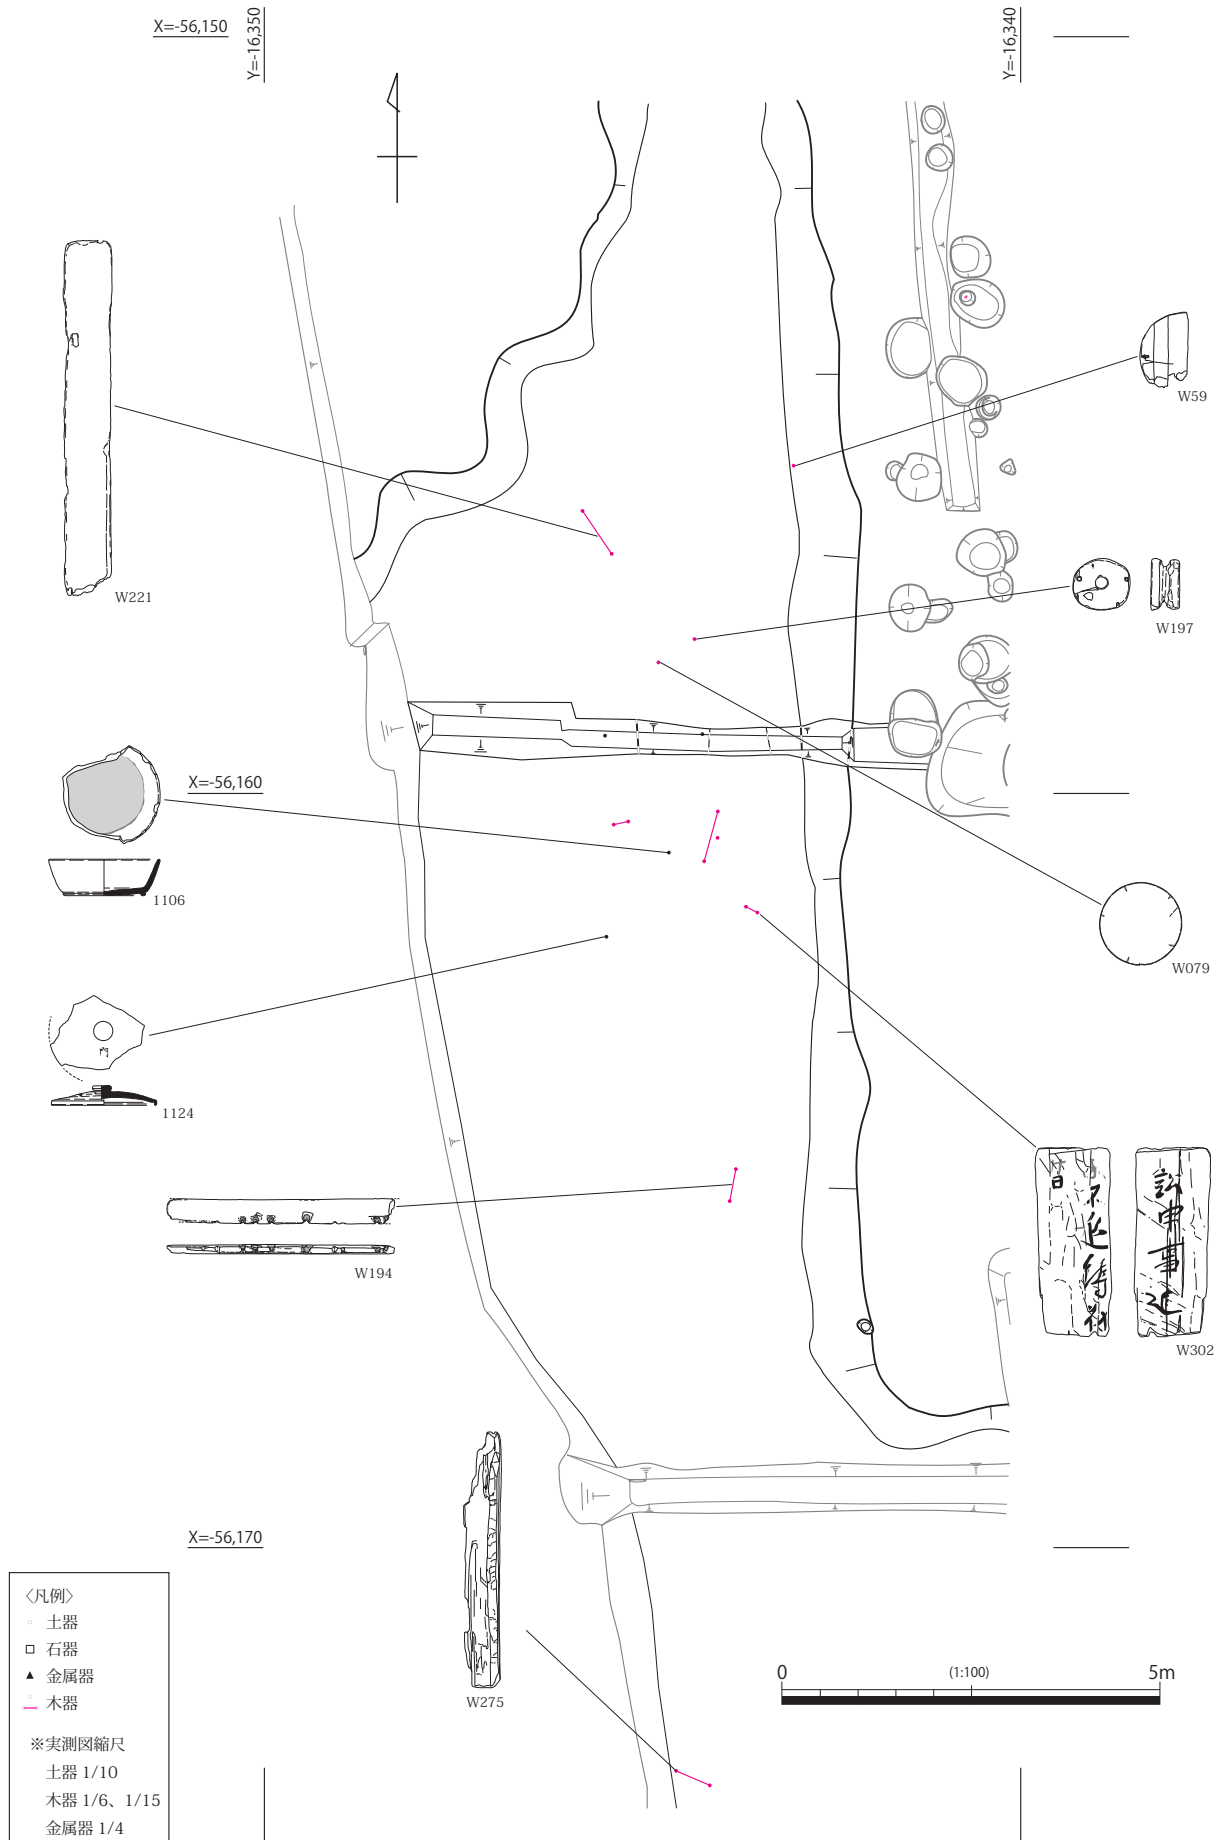 X=-56,150
Y=-16,350
Y=-16,340
W59
W221
W197
X=-56,160
1106
W079
1124
W194
W302
X=-56,170
W275
〈凡例〉
土器
石器
金属器
木器
※実測図縮尺
土器 1/10
木器 1/6、1/15
金属器 1/4
0
(1:100)
5m